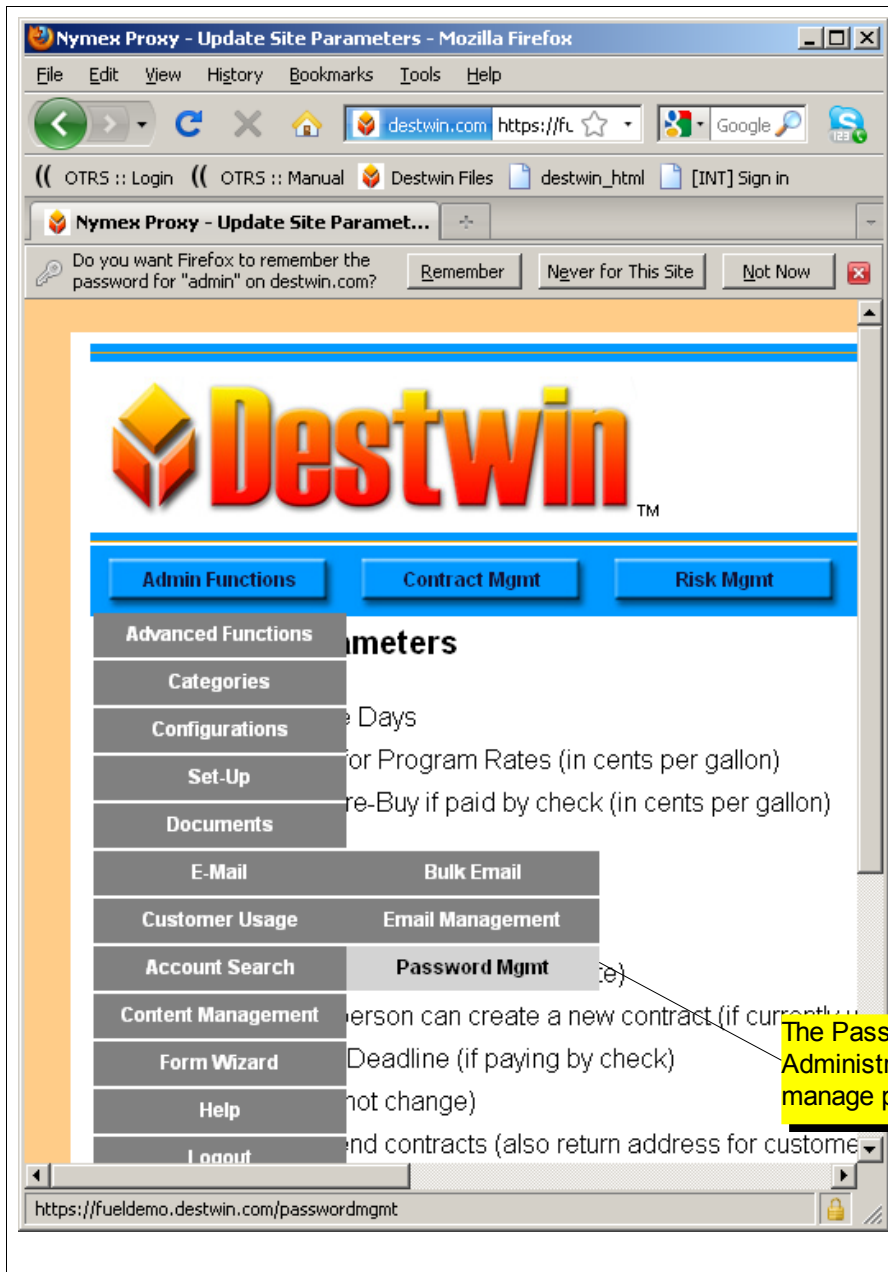 Nymex Proxy - Update Site Parameters - Mozilla Firefox
File Edit View History Bookmarks Tools Help
destwin.com https://fu Google
OTRS :: Login OTRS :: Manual Destwin Files destwin_html [INT] Sign in
Nymex Proxy - Update Site Paramet...
Do you want Firefox to remember the
password for "admin" on destwin.com?
Remember Never for This Site Not Now
Destwin TM
Admin Functions Contract Mgmt Risk Mgmt
Advanced Functions
Categories
Configurations
Set-Up
Documents
E-Mail
Customer Usage
Account Search
Content Management
Form Wizard
Help
Logout
Bulk Email
Email Management
Password Mgmt
meters
Days
for Program Rates (in cents per gallon)
re-Buy if paid by check (in cents per gallon)
te)
erson can create a new contract (if currently
Deadline (if paying by check)
not change)
end contracts (also return address for custome
The Pass
Administr
manage p
https://fueldemo.destwin.com/passwordmgmt